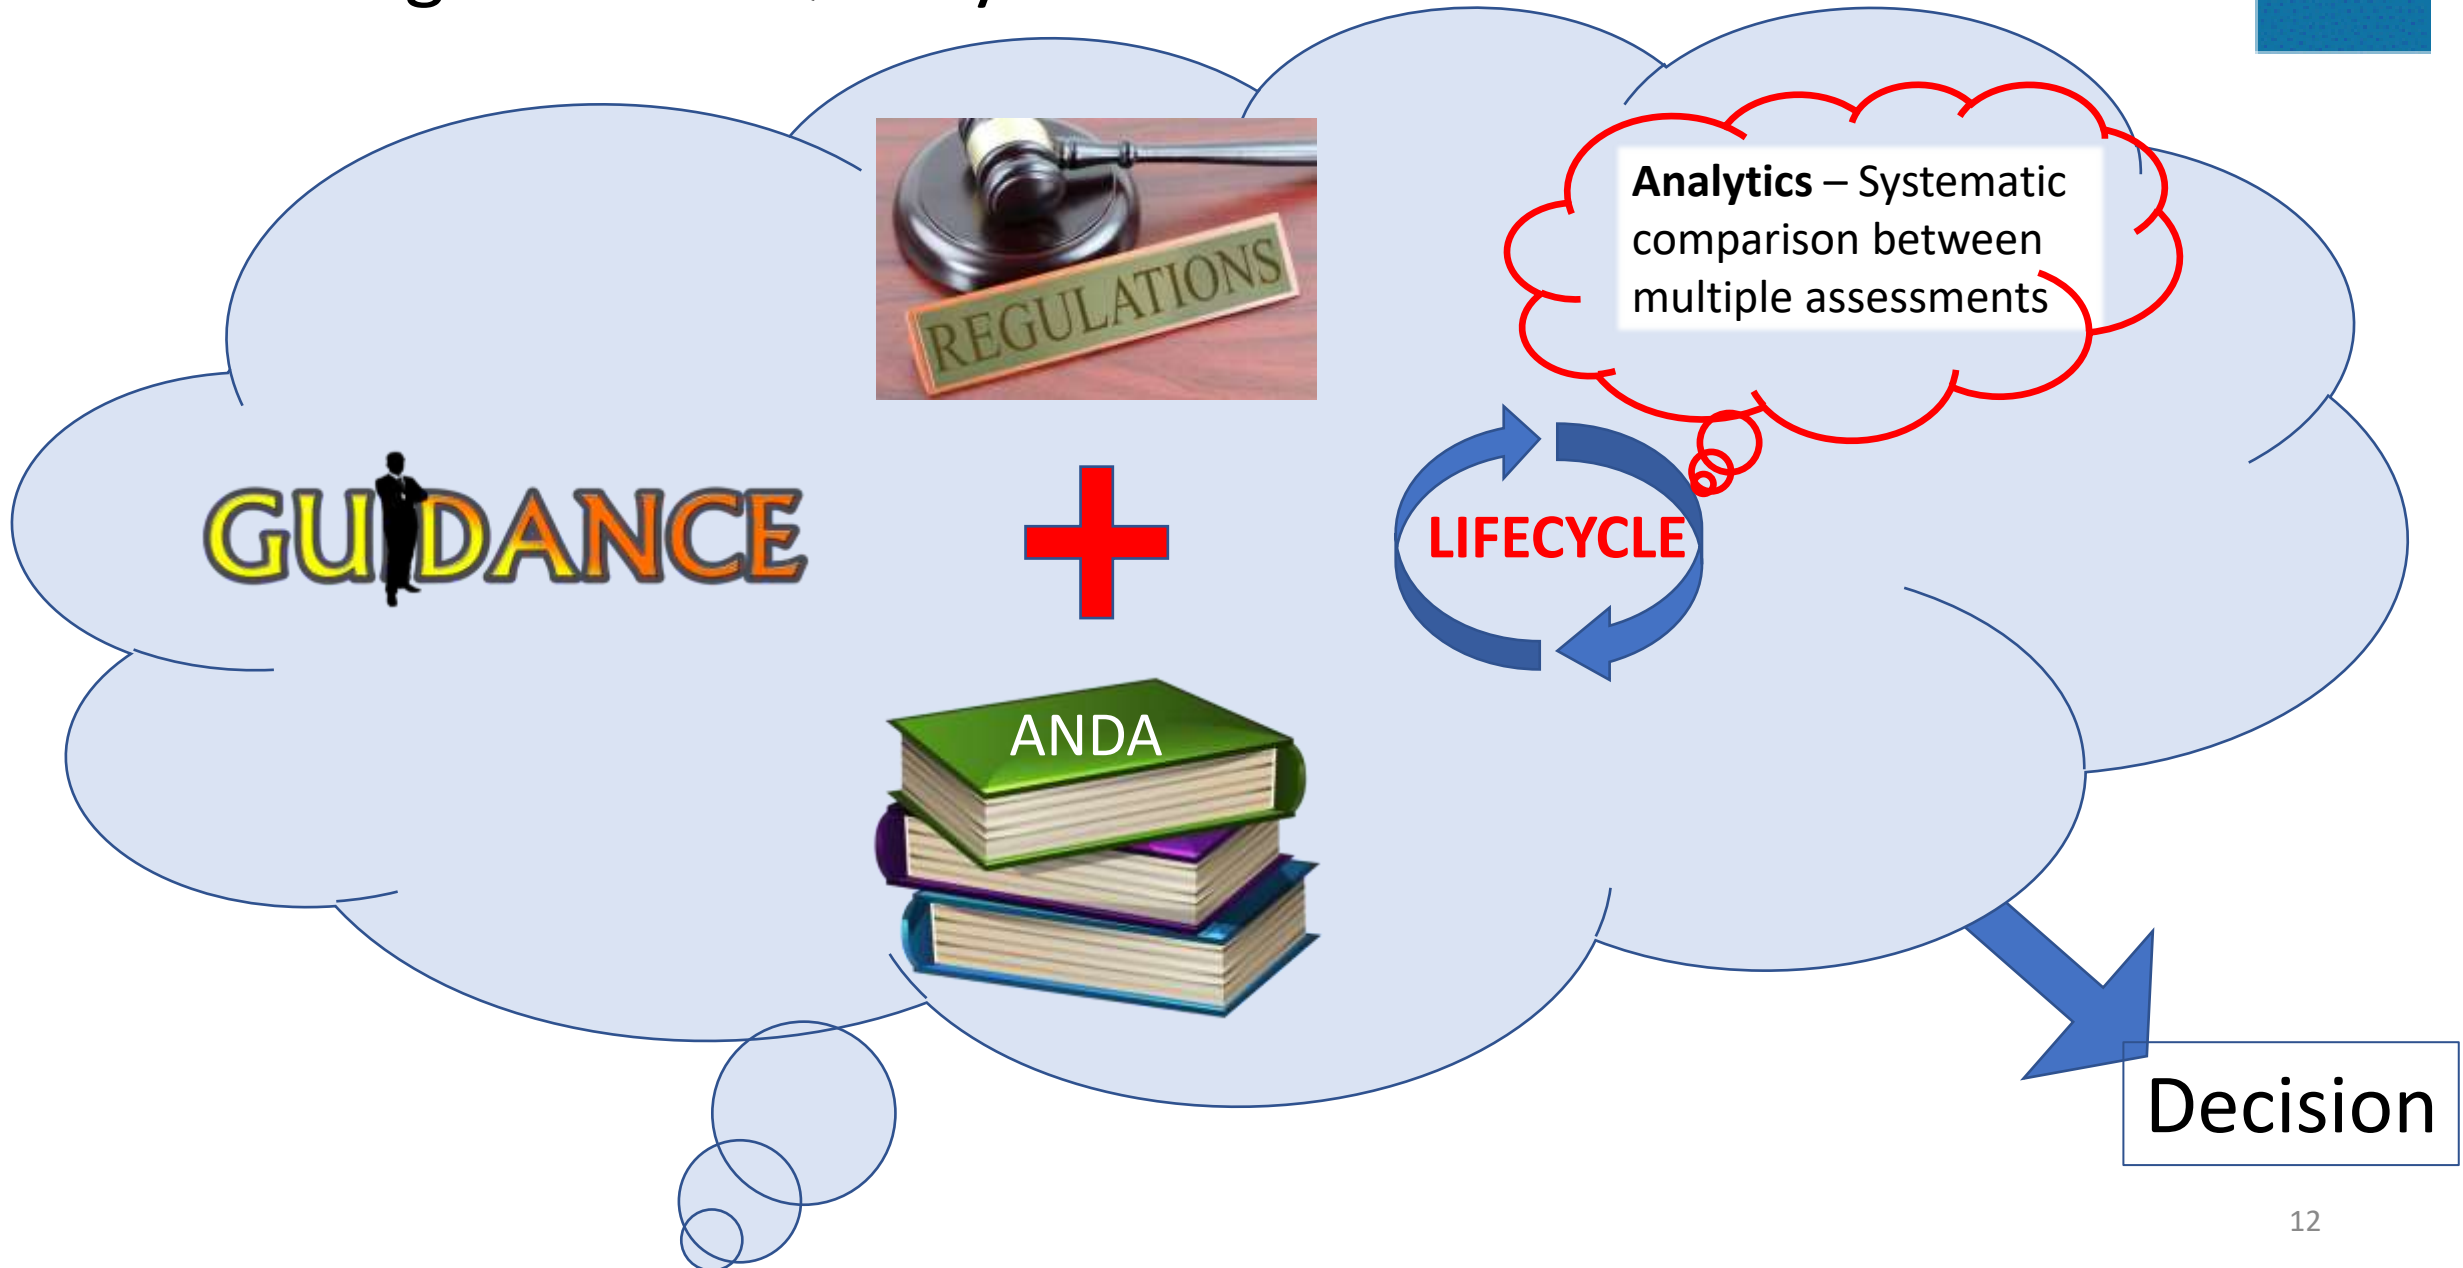 REGULATIONS
Analytics – Systematic
comparison between
multiple assessments
GUIDANCE
LIFECYCLE
ANDA
Decision
12